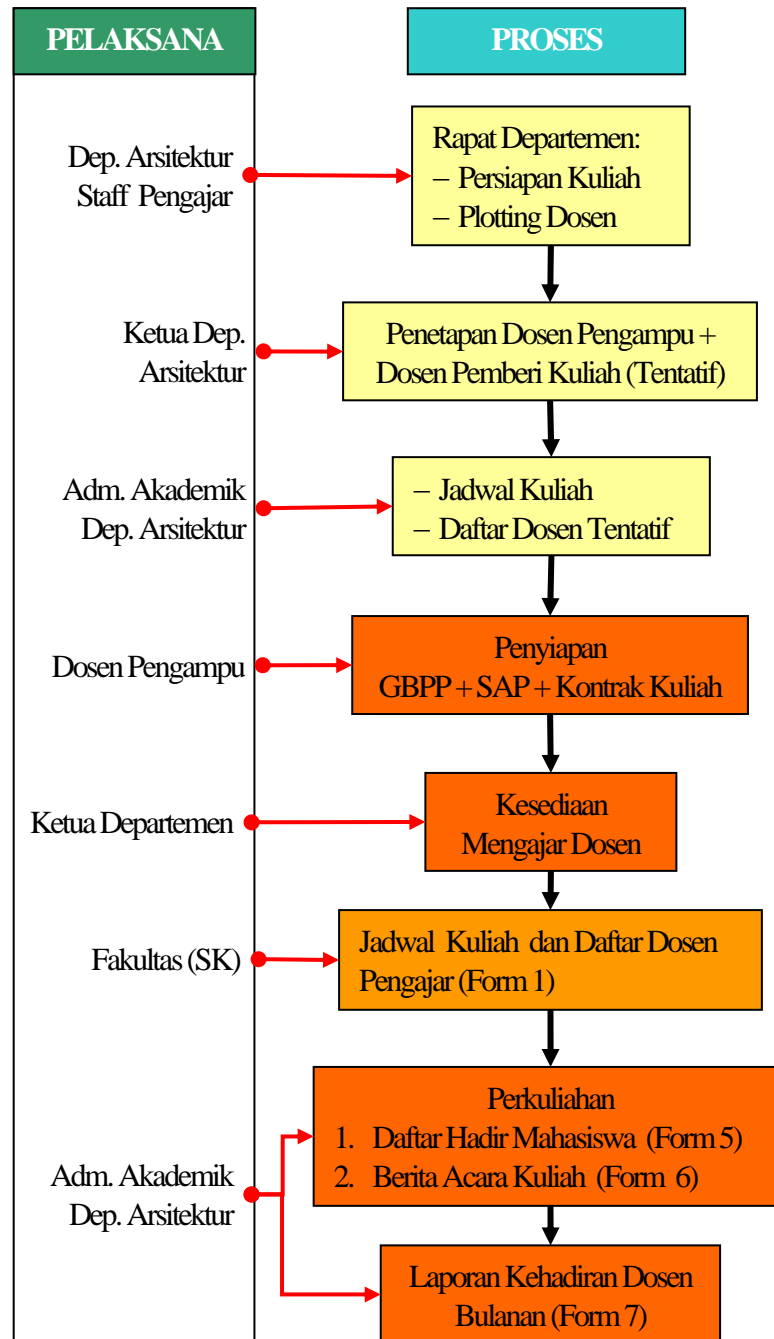 PELAKSANA
PROSES
Dep. Arsitektur
Staff Pengajar
Rapat Departemen:
– Persiapan Kuliah
– Plotting Dosen
Ketua Dep.
Arsitektur
Penetapan Dosen Pengampu +
Dosen Pemberi Kuliah (Tentatif)
Adm. Akademik
Dep. Arsitektur
– Jadwal Kuliah
– Daftar Dosen Tentatif
Dosen Pengampu
Penyiapan
GBPP + SAP + Kontrak Kuliah
Ketua Departemen
Kesediaan
Mengajar Dosen
Fakultas (SK)
Jadwal Kuliah dan Daftar Dosen
Pengajar (Form 1)
Adm. Akademik
Dep. Arsitektur
Perkuliahan
1. Daftar Hadir Mahasiswa (Form 5)
2. Berita Acara Kuliah (Form 6)
Laporan Kehadiran Dosen
Bulanan (Form 7)